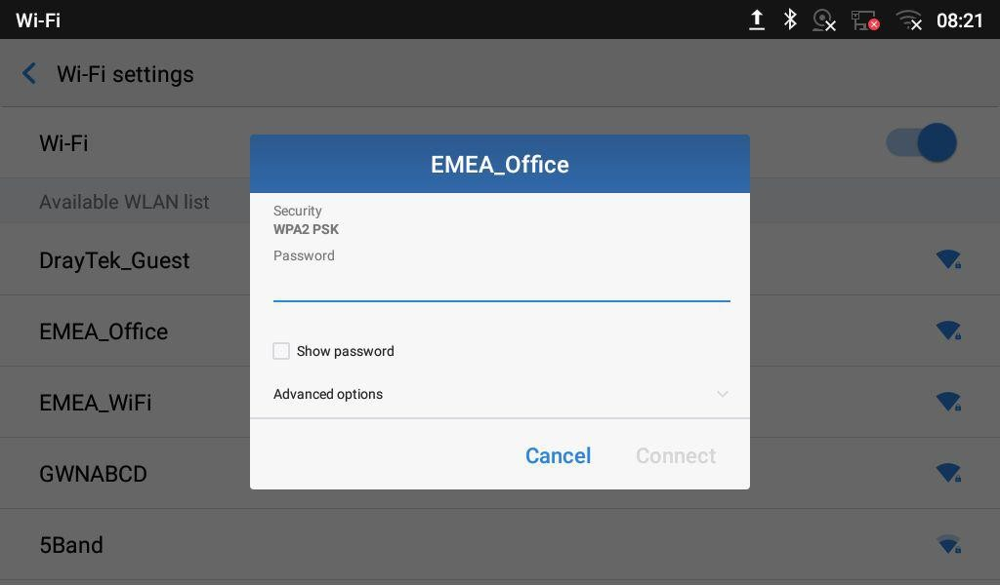 Wi-Fi
08:21
Wi-Fi settings
Wi-Fi
Available WLAN list
DrayTek_Guest
EMEA_Office
EMEA_WiFi
GWNABCD
5Band
EMEA_Office
Security
WPA2 PSK
Password
Show password
Advanced options
Cancel
Connect